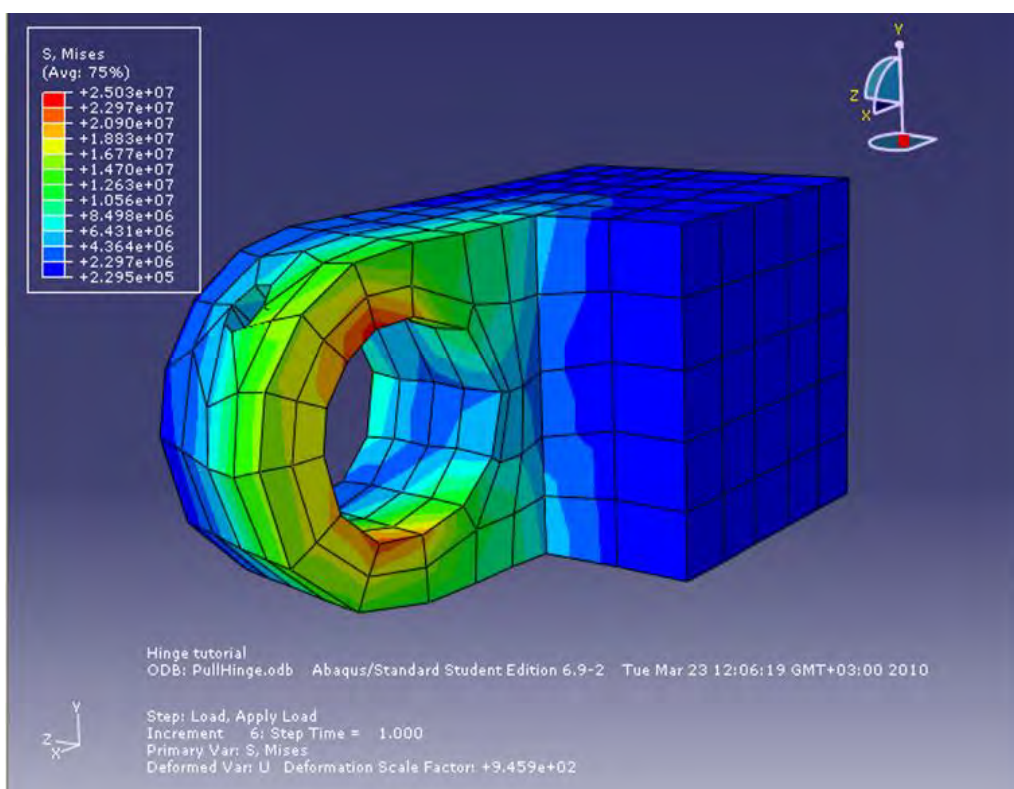 S, Mises
(Avg: 75%)
+2.503e+07
+2.297e+07
+2.090e+07
+1.883e+07
+1.677e+07
+1.470e+07
+1.263e+07
+1.056e+07
+8.498e+06
+6.431e+06
+4.364e+06
+2.297e+06
+2.295e+05
Y
Z
X
Hinge tutorial
ODB: PullHinge.odb Abaqus/Standard Student Edition 6.9-2 Tue Mar 23 12:06:19 GMT+03:00 2010
Y
Z
X
Step: Load, Apply Load
Increment 6: Step Time = 1.000
Primary Var: S, Mises
Deformed Var: U Deformation Scale Factor: +9.459e+02